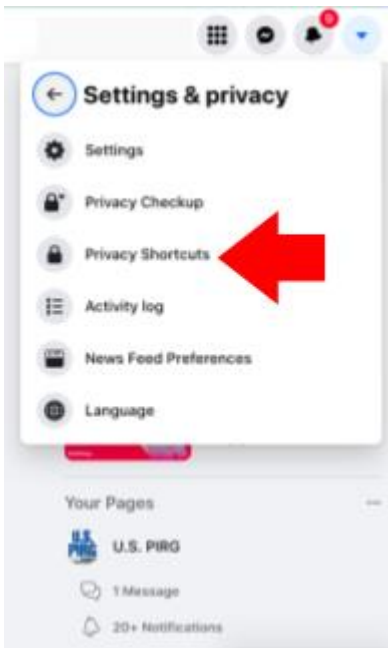 Settings & privacy
Settings
Privacy Checkup
Privacy Shortcuts
Activity log
News Feed Preferences
Language
Your Pages
U.S. PIRG
U.S. PIRG
1 Message
20+ Notifications